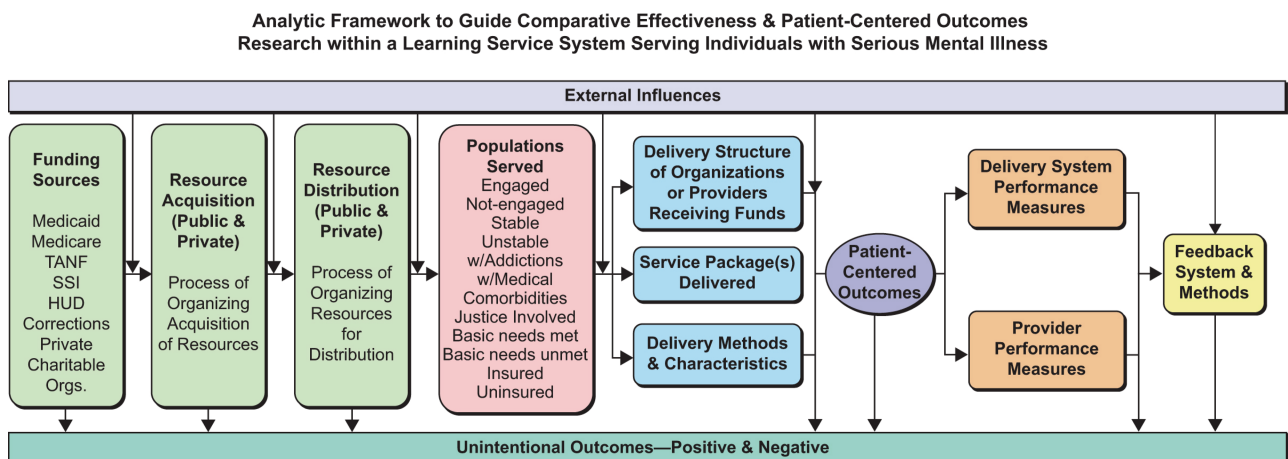 Analytic Framework to Guide Comparative Effectiveness & Patient-Centered Outcomes
Research within a Learning Service System Serving Individuals with Serious Mental Illness
External Influences
Funding
Sources
Medicaid
Medicare
TANF
SSI
HUD
Corrections
Private
Charitable
Orgs.
Resource
Acquisition
(Public &
Private)
Process of
Organizing
Acquisition
of Resources
Resource
Distribution
(Public &
Private)
Process of
Organizing
Resources
for
Distribution
Populations
Served
Engaged
Not-engaged
Stable
Unstable
w/Addictions
w/Medical
Comorbidities
Justice Involved
Basic needs met
Basic needs unmet
Insured
Uninsured
Delivery Structure
of Organizations
or Providers
Receiving Funds
Service Package(s)
Delivered
Delivery Methods
& Characteristics
Patient-
Centered
Outcomes
Delivery System
Performance
Measures
Provider
Performance
Measures
Feedback
System &
Methods
Unintentional Outcomes—Positive & Negative